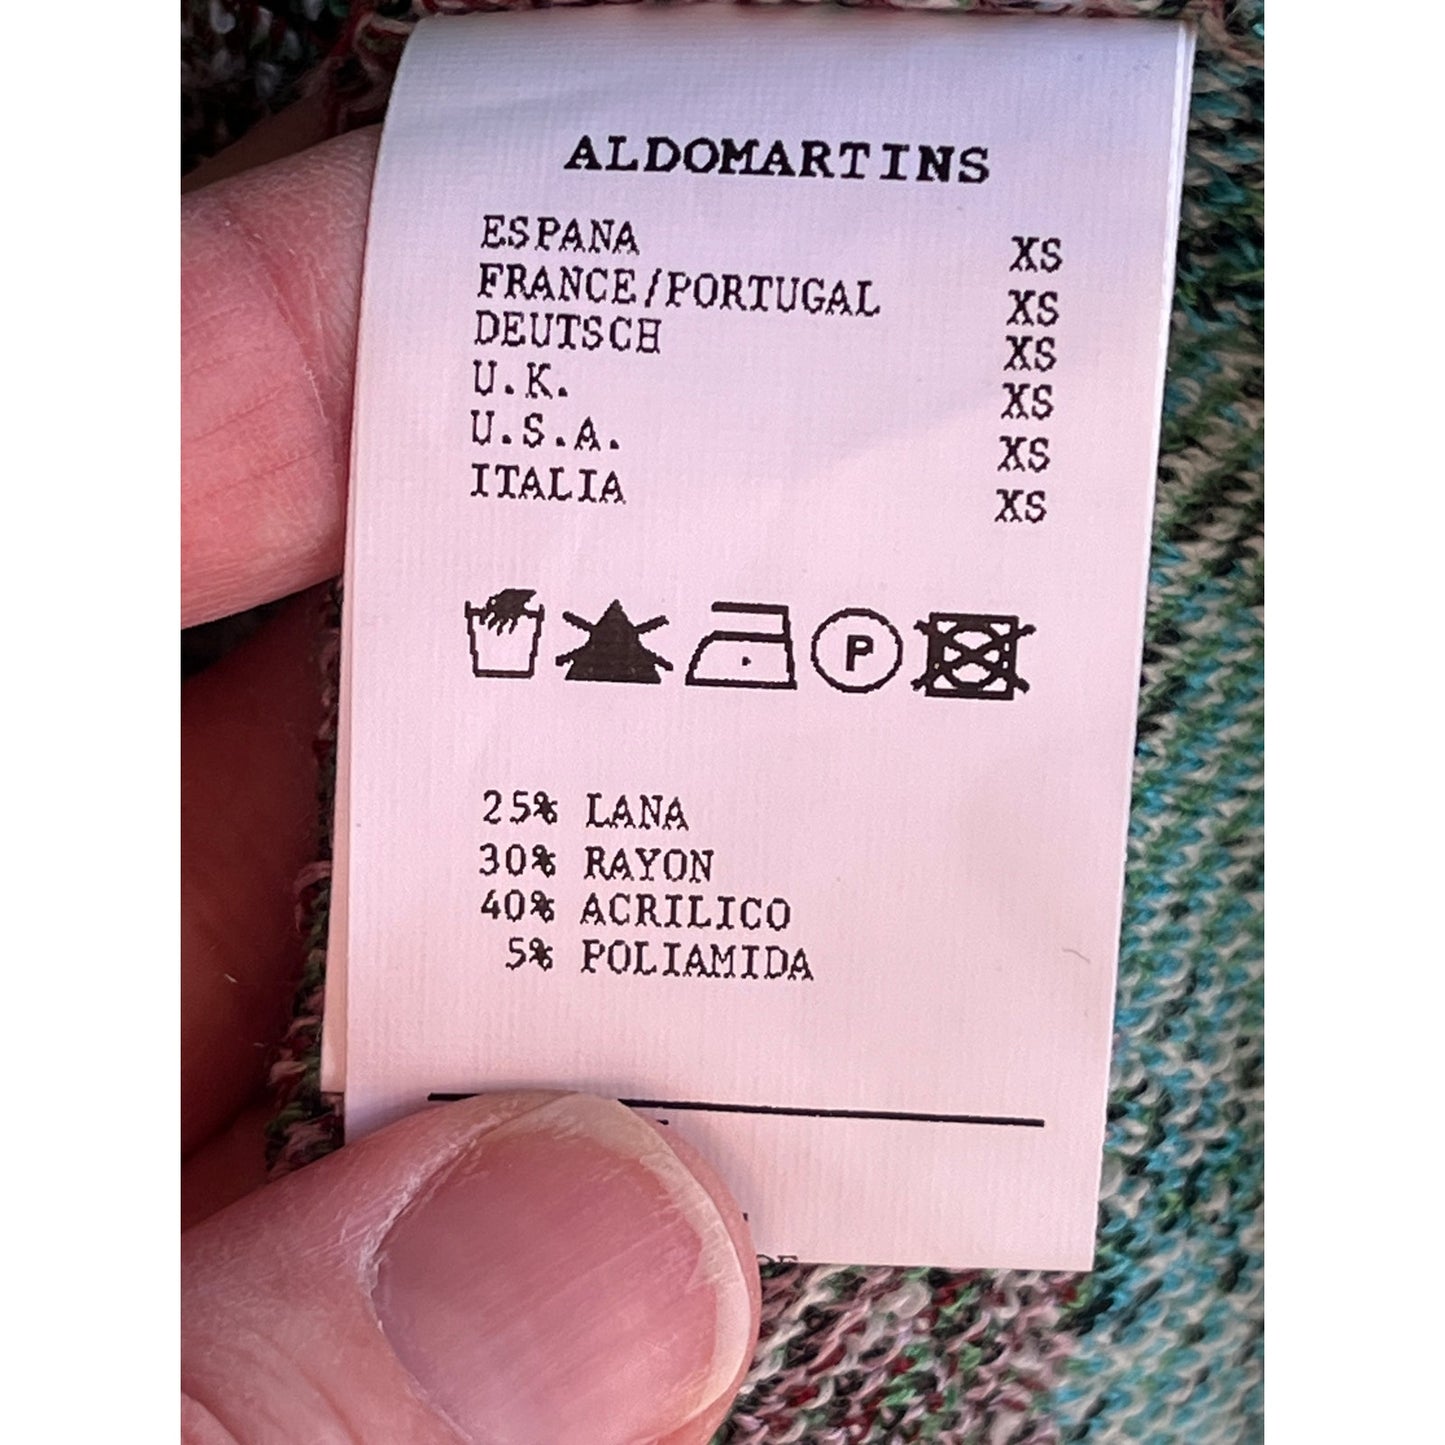 ALDOMARTINS
ESPANA XS
FRANCE/PORTUGAL XS
DEUTSCH XS
U.K. XS
U.S.A. XS
ITALIA XS
P
25% LANA
30% RAYON
40% ACRILICO
5% POLIAMIDA